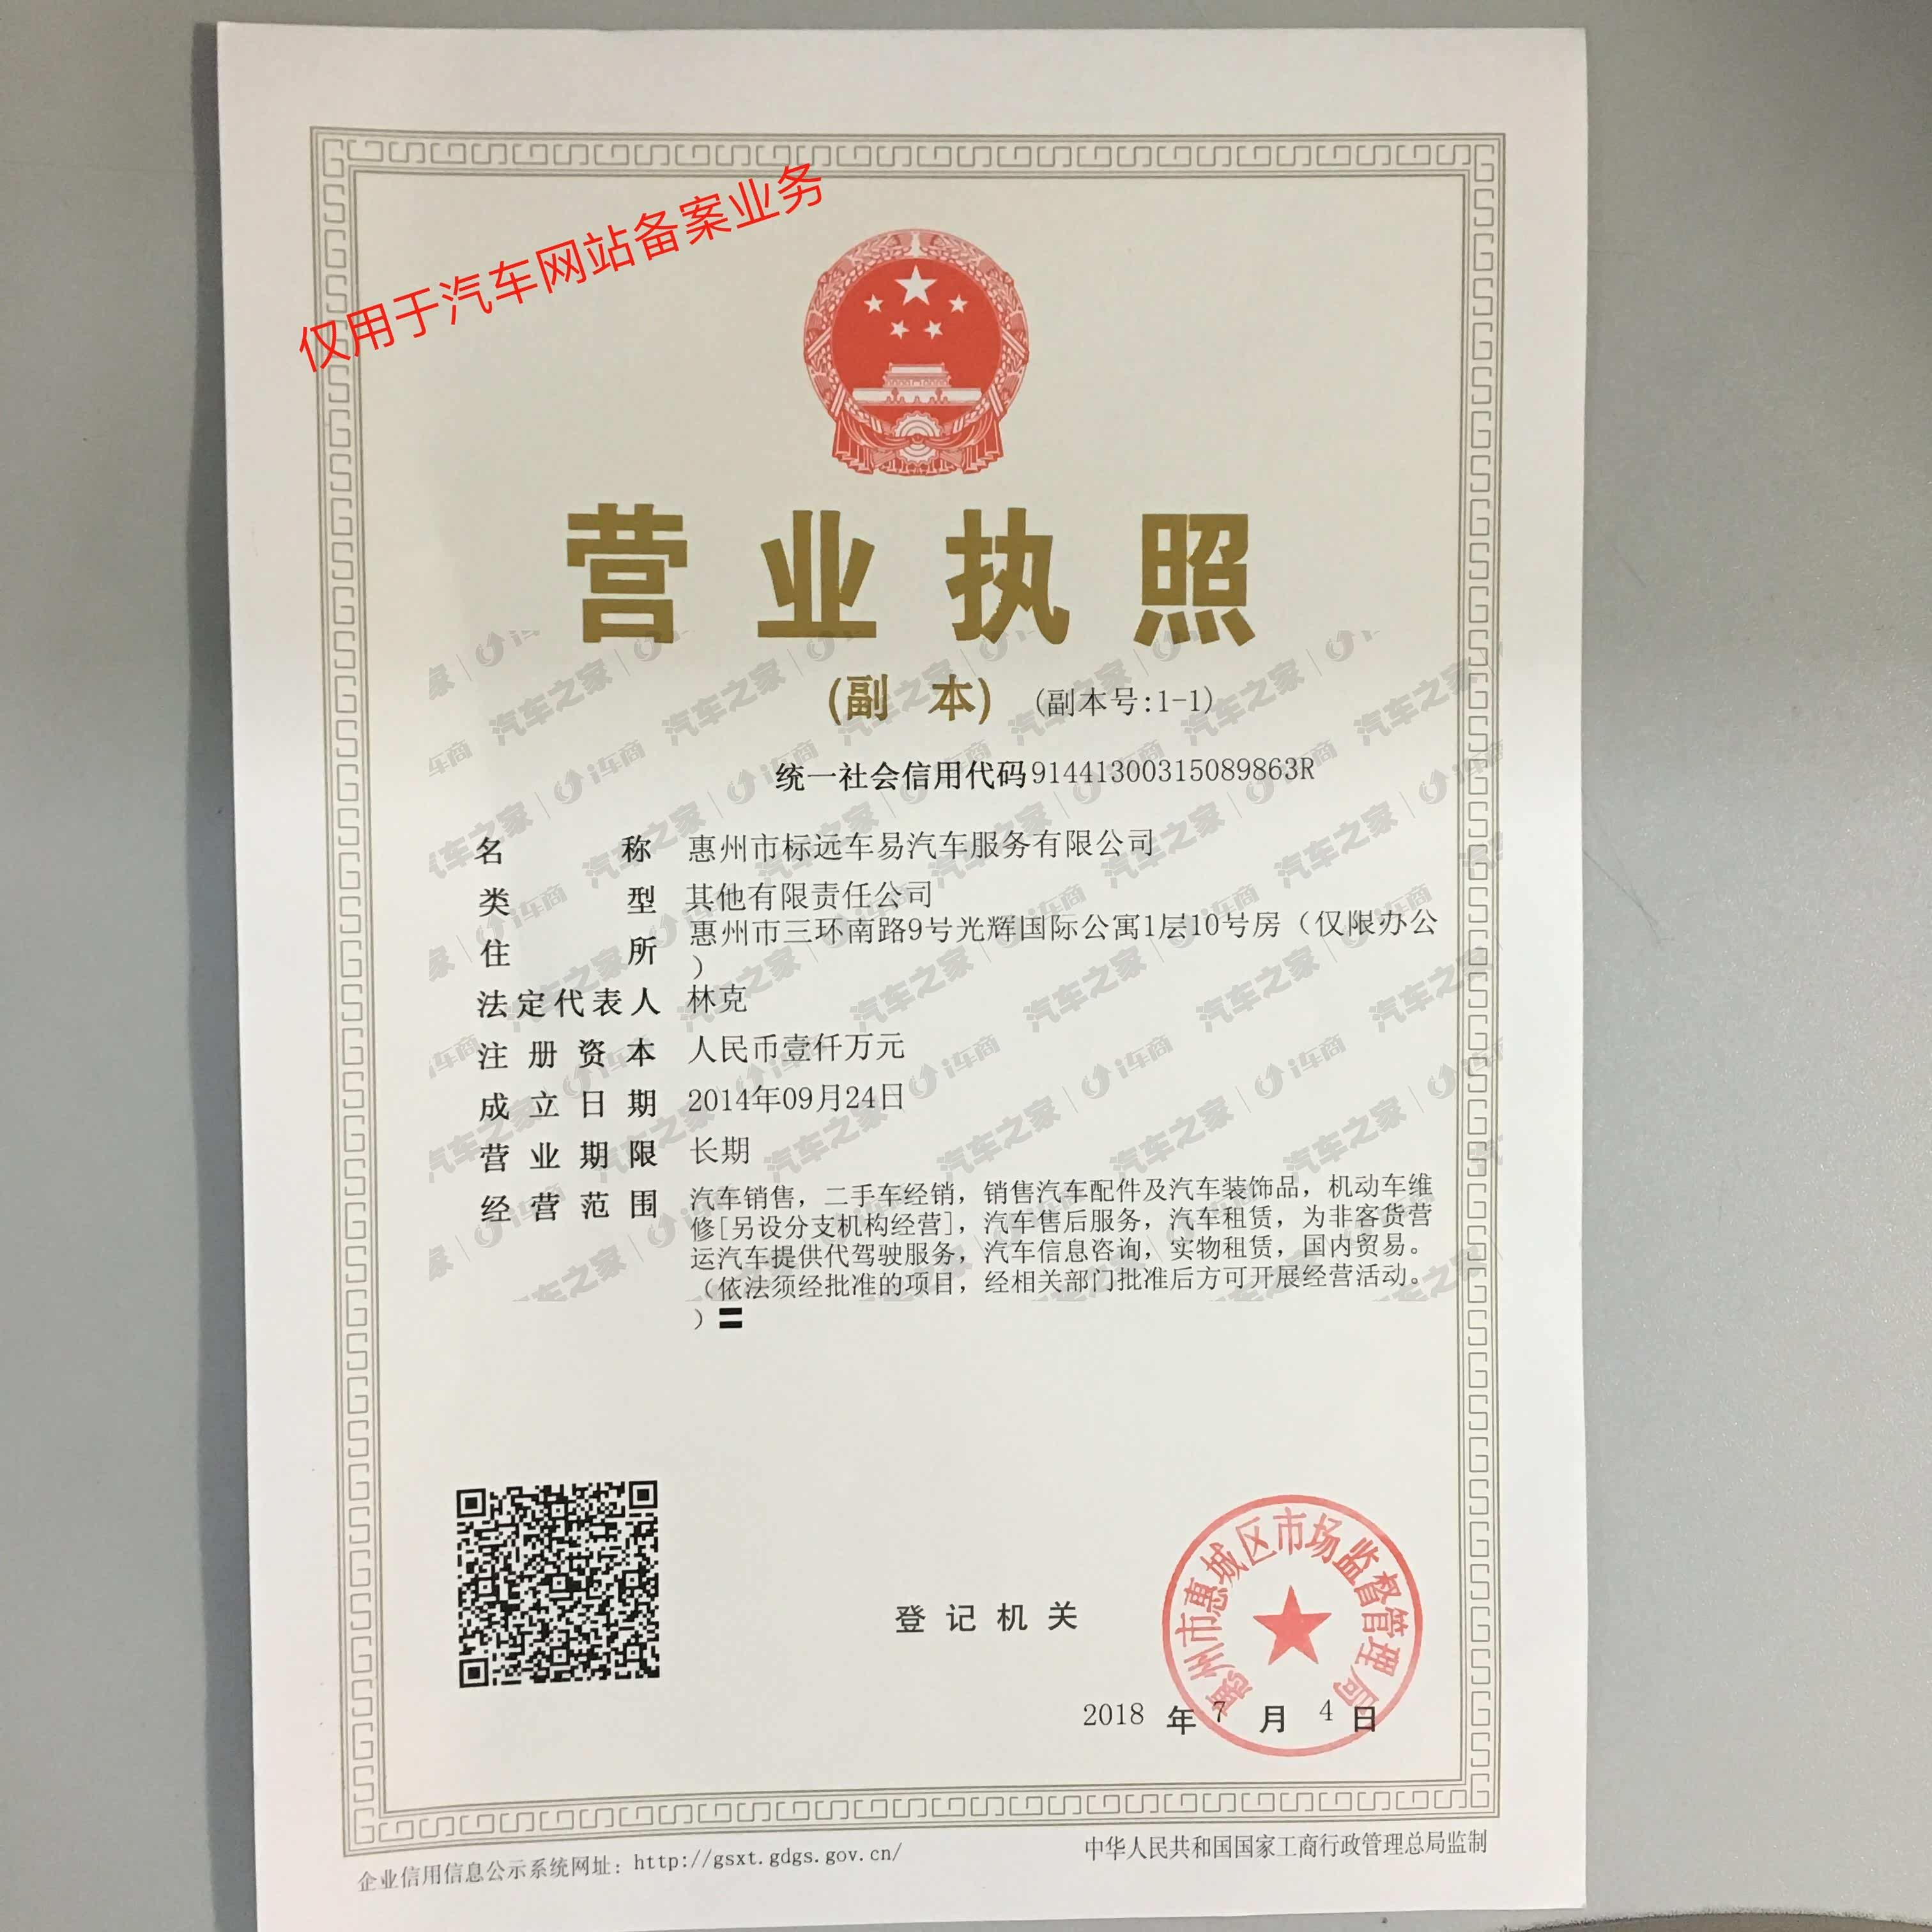 仅用于汽车网站备案业务
营业执照
(副 本) (副本号:1-1)
统一社会信用代码91441300315089863R
名 称 惠州市标远车易汽车服务有限公司
类 型 其他有限责任公司
住 所 惠州市三环南路9号光辉国际公寓1层10号房（仅限办公
）
法定代表人 林克
注册资本 人民币壹仟万元
成立日期 2014年09月24日
营业期限 长期
经营范围 汽车销售，二手车经销，销售汽车配件及汽车装饰品，机动车维
修[另设分支机构经营]，汽车售后服务，汽车租赁，为非客货营
运汽车提供代驾驶服务，汽车信息咨询，实物租赁，国内贸易。
（依法须经批准的项目，经相关部门批准后方可开展经营活动。
）
汽车之家 i车商
惠州市惠城区市场监督管理局
登记机关
2018 年 7 月 4 日
企业信用信息公示系统网址：http://gsxt.gdgs.gov.cn/
中华人民共和国国家工商行政管理总局监制